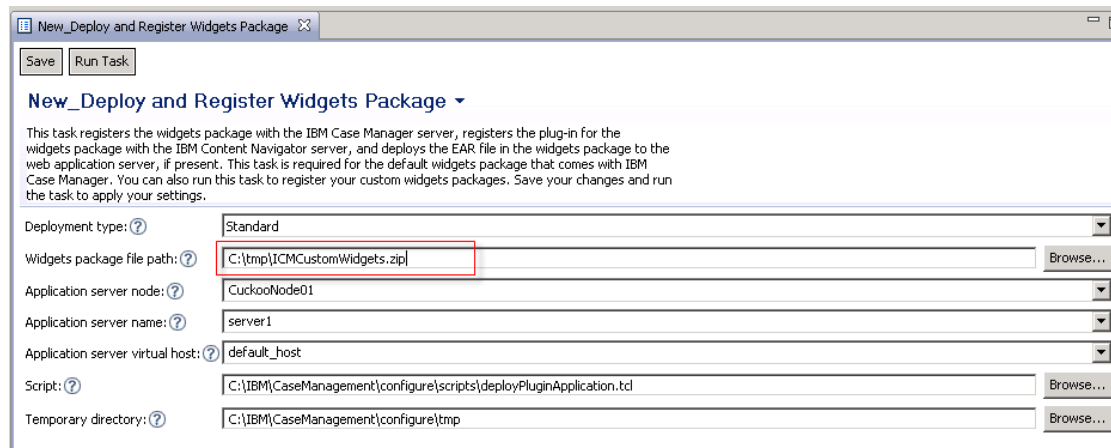 New_Deploy and Register Widgets Package
Save Run Task
New_Deploy and Register Widgets Package
This task registers the widgets package with the IBM Case Manager server, registers the plug-in for the
widgets package with the IBM Content Navigator server, and deploys the EAR file in the widgets package to the
web application server, if present. This task is required for the default widgets package that comes with IBM
Case Manager. You can also run this task to register your custom widgets packages. Save your changes and run
the task to apply your settings.
Deployment type: ? Standard
Widgets package file path: ? C:\tmp\ICMCustomWidgets.zip Browse...
Application server node: ? CuckooNode01
Application server name: ? server1
Application server virtual host: ? default_host
Script: ? C:\IBM\CaseManagement\configure\scripts\deployPluginApplication.tcl Browse...
Temporary directory: ? C:\IBM\CaseManagement\configure\tmp Browse...